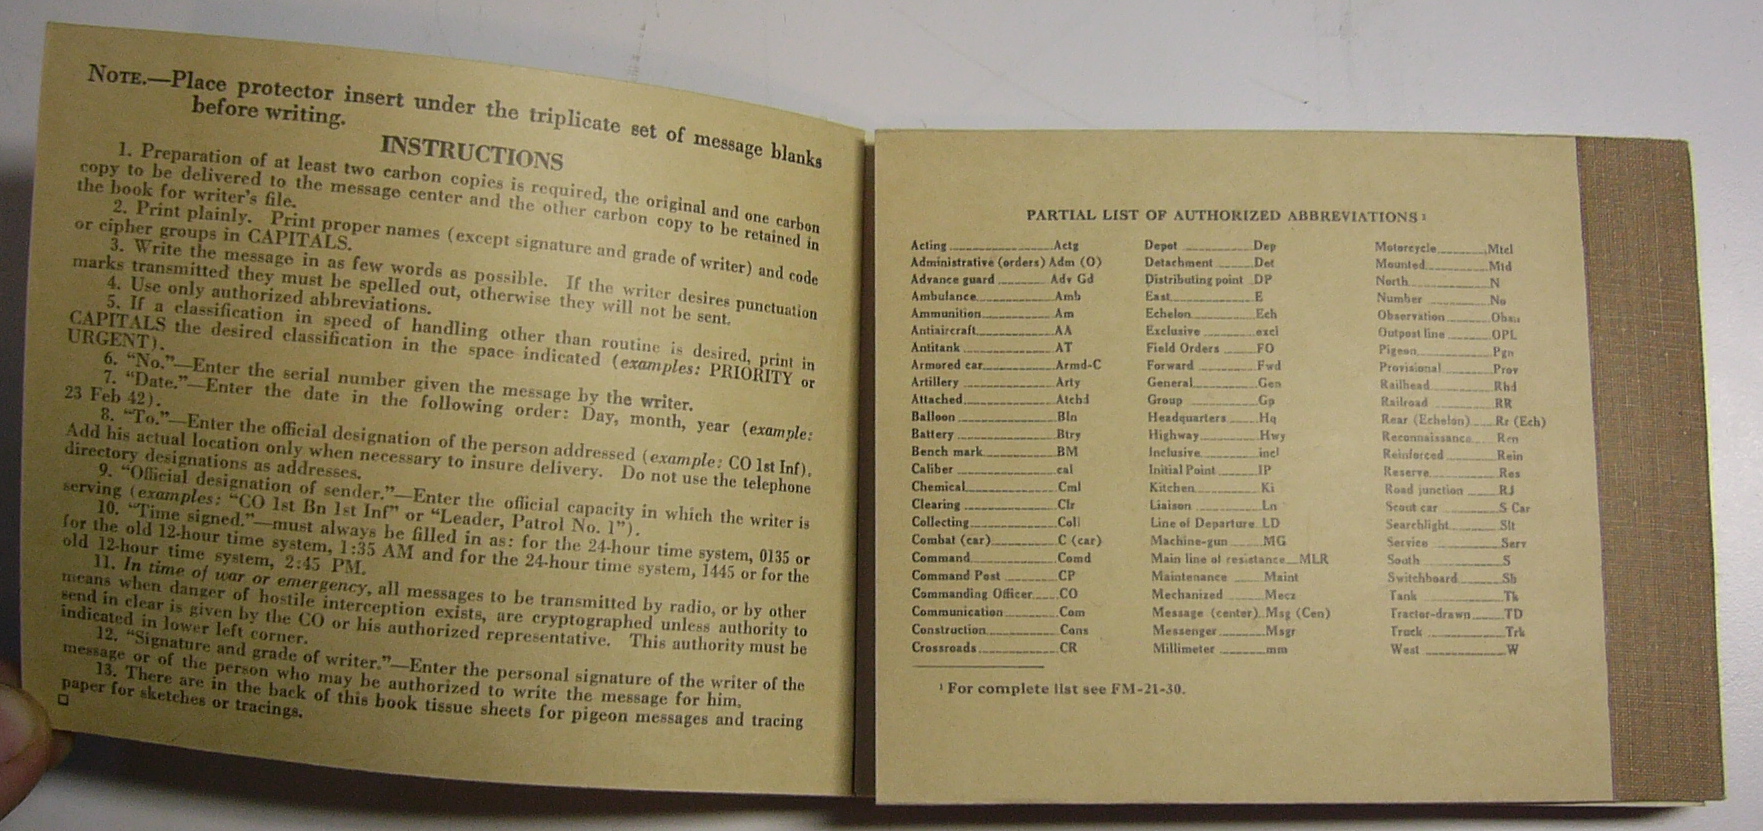 NOTE.—Place protector insert under the triplicate set of message blanks
before writing.
INSTRUCTIONS
1. Preparation of at least two carbon copies is required, the original and one carbon
copy to be delivered to the message center and the other carbon copy to be retained in
the book for writer's file.
2. Print plainly. Print proper names (except signature and grade of writer) and code
or cipher groups in CAPITALS.
3. Write the message in as few words as possible. If the writer desires punctuation
marks transmitted they must be spelled out, otherwise they will not be sent.
4. Use only authorized abbreviations.
5. If a classification in speed of handling other than routine is desired, print in
CAPITALS the desired classification in the space indicated (examples: PRIORITY or
URGENT).
6. "No."—Enter the serial number given the message by the writer.
7. "Date."—Enter the date in the following order: Day, month, year (example:
23 Feb 42).
8. "To."—Enter the official designation of the person addressed (example: CO 1st Inf).
Add his actual location only when necessary to insure delivery. Do not use the telephone
directory designations as addresses.
9. "Official designation of sender."—Enter the official capacity in which the writer is
serving (examples: "CO 1st Bn 1st Inf" or "Leader, Patrol No. 1").
10. "Time signed."—must always be filled in as: for the 24-hour time system, 0135 or
for the old 12-hour time system, 1:35 AM and for the 24-hour time system, 1445 or for the
old 12-hour time system, 2:45 PM.
11. In time of war or emergency, all messages to be transmitted by radio, or by other
means when danger of hostile interception exists, are cryptographed unless authority to
send in clear is given by the CO or his authorized representative. This authority must be
indicated in lower left corner.
12. "Signature and grade of writer."—Enter the personal signature of the writer of the
message or of the person who may be authorized to write the message for him.
13. There are in the back of this book tissue sheets for pigeon messages and tracing
paper for sketches or tracings.
PARTIAL LIST OF AUTHORIZED ABBREVIATIONS ¹
Acting Actg
Administrative (orders) Adm (O)
Advance guard Adv Gd
Ambulance Amb
Ammunition Am
Antiaircraft AA
Antitank AT
Armored car Armd-C
Artillery Arty
Attached Atchd
Balloon Bln
Battery Btry
Bench mark BM
Caliber cal
Chemical Cml
Clearing Clr
Collecting Coll
Combat (car) C (car)
Command Comd
Command Post CP
Commanding Officer CO
Communication Com
Construction Cons
Crossroads CR
Depot Dep
Detachment Det
Distributing point DP
East E
Echelon Ech
Exclusive excl
Field Orders FO
Forward Fwd
General Gen
Group Gp
Headquarters Hq
Highway Hwy
Inclusive incl
Initial Point IP
Kitchen Ki
Liaison Ln
Line of Departure LD
Machine-gun MG
Main line of resistance MLR
Maintenance Maint
Mechanized Mecz
Message (center) Msg (Cen)
Messenger Msgr
Millimeter mm
Motorcycle Mtcl
Mounted Mtd
North N
Number No
Observation Obsn
Outpost line OPL
Pigeon Pgn
Provisional Prov
Railhead Rhd
Railroad RR
Rear (Echelon) Rr (Ech)
Reconnaissance Rcn
Reinforced Rein
Reserve Res
Road junction RJ
Scout car S Car
Searchlight Slt
Service Serv
South S
Switchboard Sb
Tank Tk
Tractor-drawn TD
Truck Trk
West W
¹ For complete list see FM-21-30.